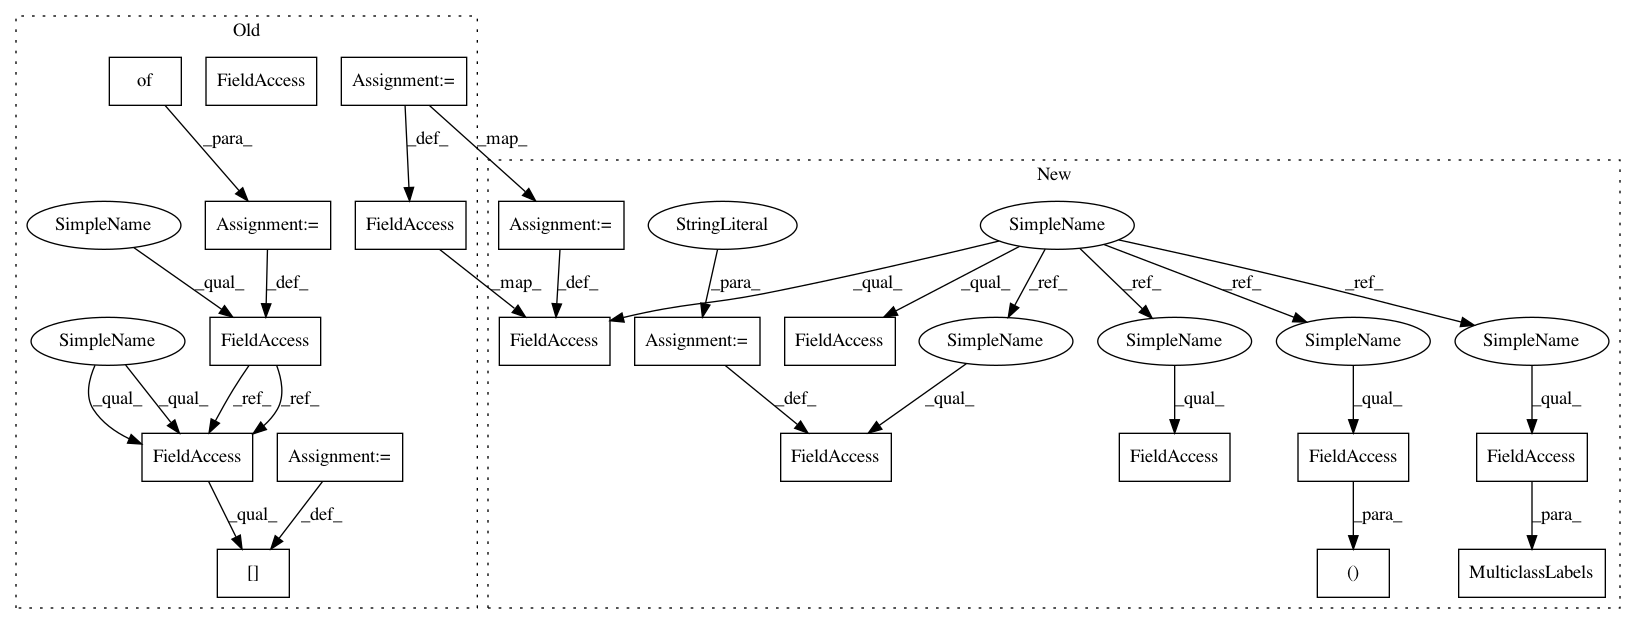 Old
of
FieldAccess
Assignment:=
_para_
_def_
_map_
New
SimpleName
Assignment:=
FieldAccess
Assignment:=
StringLiteral
SimpleName
_qual_
_def_
_map_
_def_
_para_
_qual_
_qual_
_ref_
_ref_
_ref_
_ref_
SimpleName
FieldAccess
FieldAccess
Assignment:=
FieldAccess
SimpleName
SimpleName
SimpleName
SimpleName
_qual_
_qual_
_ref_
_ref_
_def_
_qual_
_qual_
_qual_
_qual_
FieldAccess
Assignment:=
FieldAccess
FieldAccess
FieldAccess
FieldAccess
_qual_
_def_
_para_
_para_
[]
()
MulticlassLabels